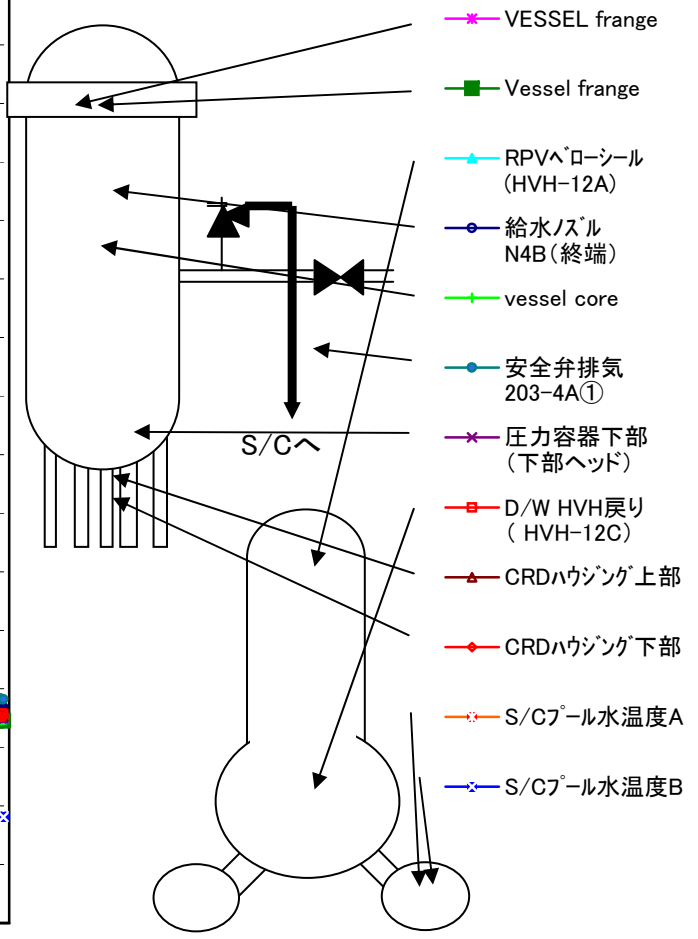 VESSEL frange
Vessel frange
RPVﾍﾞﾛｰｼｰﾙ
(HVH-12A)
給水ﾉｽﾞﾙ
N4B(終端)
vessel core
安全弁排気
203-4A①
圧力容器下部
(下部ヘッド)
D/W HVH戻り
( HVH-12C)
CRDﾊｳｼﾞﾝｸﾞ上部
CRDﾊｳｼﾞﾝｸﾞ下部
S/Cﾌﾟｰﾙ水温度A
S/Cﾌﾟｰﾙ水温度B
S/Cへ